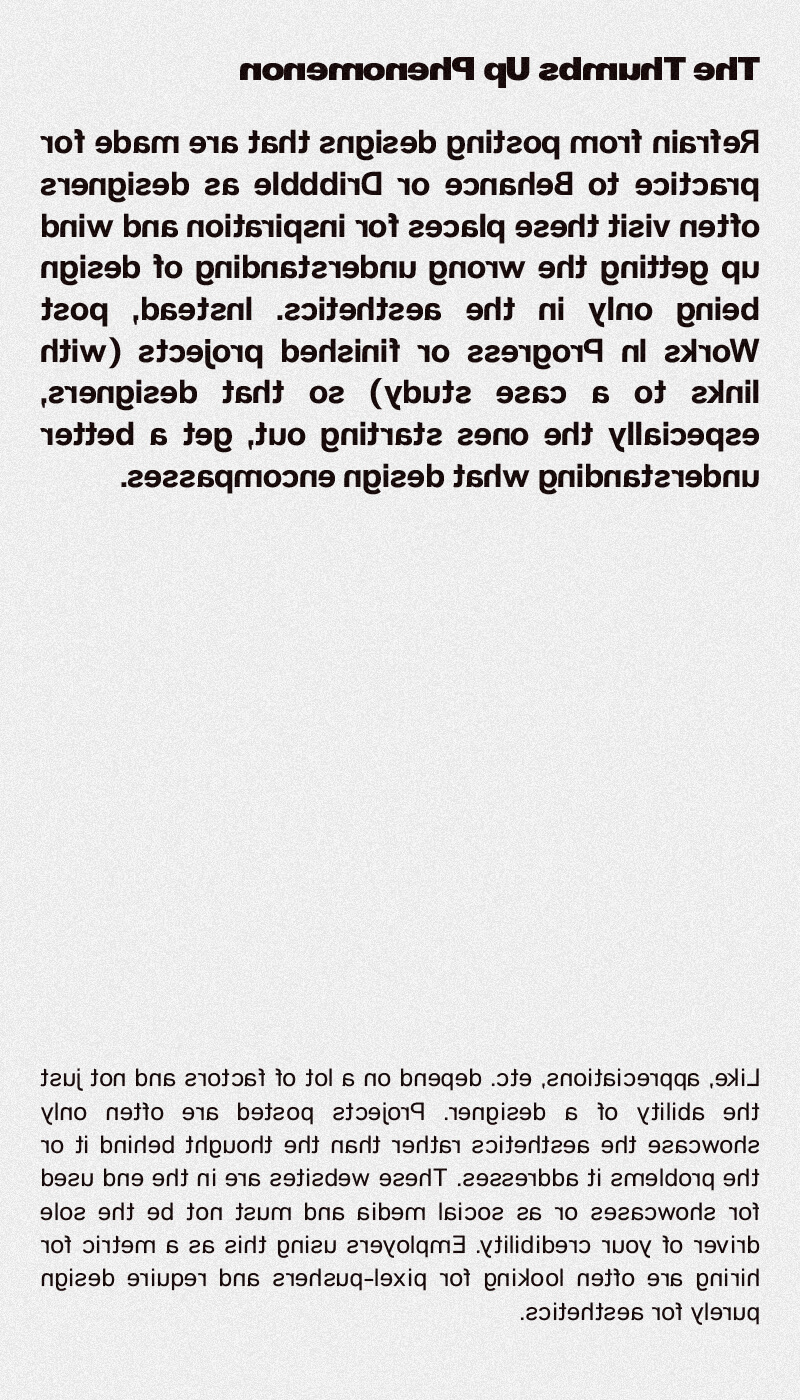 The Thumbs Up Phenomenon
Refrain from posting designs that are made for
practice to Behance or Dribbble as designers
often visit these places for inspiration and wind
up getting the wrong understanding of design
being only in the aesthetics. Instead, post
Works In Progress or finished projects (with
links to a case study) so that designers,
especially the ones starting out, get a better
understanding what design encompasses.
Like, appreciations, etc. depend on a lot of factors and not just
the ability of a designer. Projects posted are often only
showcase the aesthetics rather than the thought behind it or
the problems it addresses. These websites are in the end used
for showcases or as social media and must not be the sole
driver of your credibility. Employers using this as a metric for
hiring are often looking for pixel-pushers and require design
purely for aesthetics.